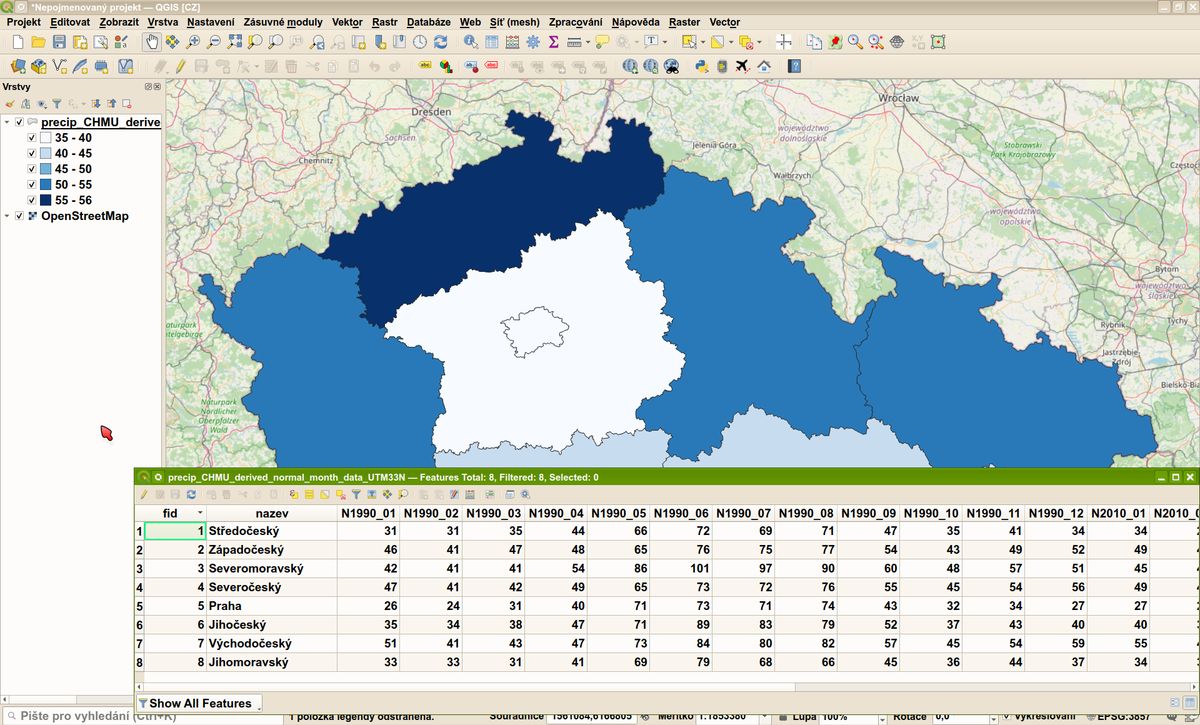 *Nepojmenovaný projekt — QGIS [CZ]
Projekt Editovat Zobrazit Vrstva Nastavení Zásuvné moduly Vektor Rastr Databáze Web Síť (mesh) Zpracování Nápověda Raster Vector
Vrstvy
precip_CHMU_derive
35 - 40
40 - 45
45 - 50
50 - 55
55 - 56
OpenStreetMap
Dresden
Sachsen
Chemnitz
Wrocław
województwo
dolnośląskie
Jelenia Góra
Wałbrzych
Stobrawski
Park Krajobrazowy
Częstoc
województwo
opolskie
Bytom
województwo
śląskie
Rybnik
Tychy
Jastrzębie-
Zdrój
Bielsko-Bia
aturpark
teigebirge
Naturpark
Nördlicher
Oberpfälzer
Wald
precip_CHMU_derived_normal_month_data_UTM33N — Features Total: 8, Filtered: 8, Selected: 0
fid nazev N1990_01 N1990_02 N1990_03 N1990_04 N1990_05 N1990_06 N1990_07 N1990_08 N1990_09 N1990_10 N1990_11 N1990_12 N2010_01 N2010_0
1 1 Středočeský 31 31 35 44 66 72 69 71 47 35 41 34 34
2 2 Západočeský 46 41 47 48 65 76 75 77 54 43 49 52 49
3 3 Severomoravský 42 41 41 54 86 101 97 90 60 48 57 51 45
4 4 Severočeský 47 41 42 49 65 73 72 76 55 45 54 56 49
5 5 Praha 26 24 31 40 71 73 71 74 43 32 34 27 27
6 6 Jihočeský 35 34 38 47 71 89 83 79 52 37 43 40 40
7 7 Východočeský 51 41 43 47 73 84 80 82 57 45 54 59 55
8 8 Jihomoravský 33 33 31 41 69 79 68 66 45 36 44 37 34
Show All Features
Pište pro vyhledání (Ctrl+K) 1 položka legendy odstraněna. Souřadnice 1561084,6166805 Měřítko 1:1853380 Lupa 100% Rotace 0,0 Vykreslování EPSG:3857